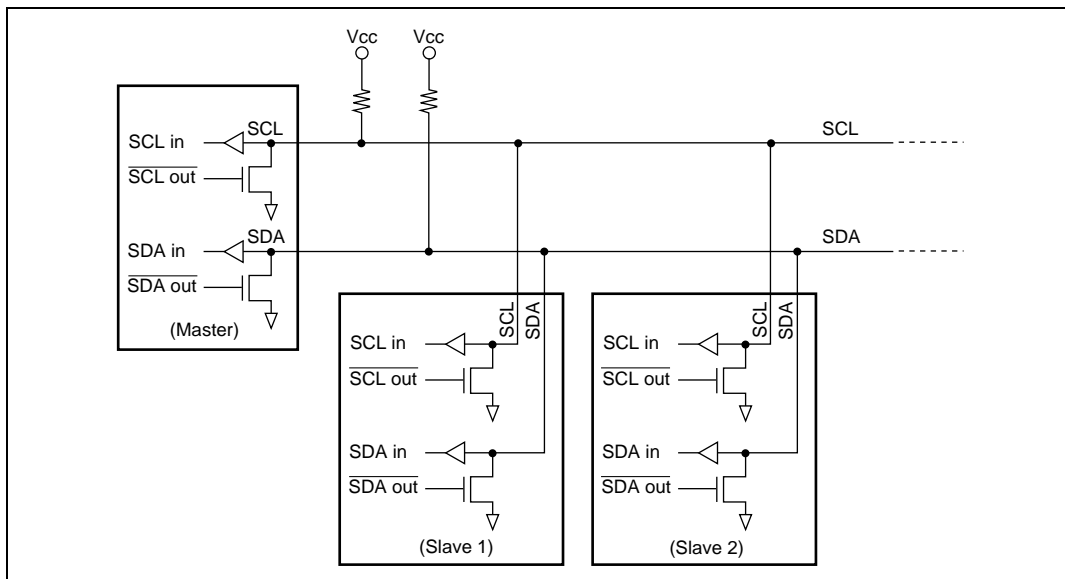 Vcc Vcc
SCL
SCL in
SCL out
SCL
SDA
SDA in
SDA out
SDA
(Master)
SCL
SDA
SCL in
SCL out
SDA in
SDA out
(Slave 1)
SCL
SDA
SCL in
SCL out
SDA in
SDA out
(Slave 2)